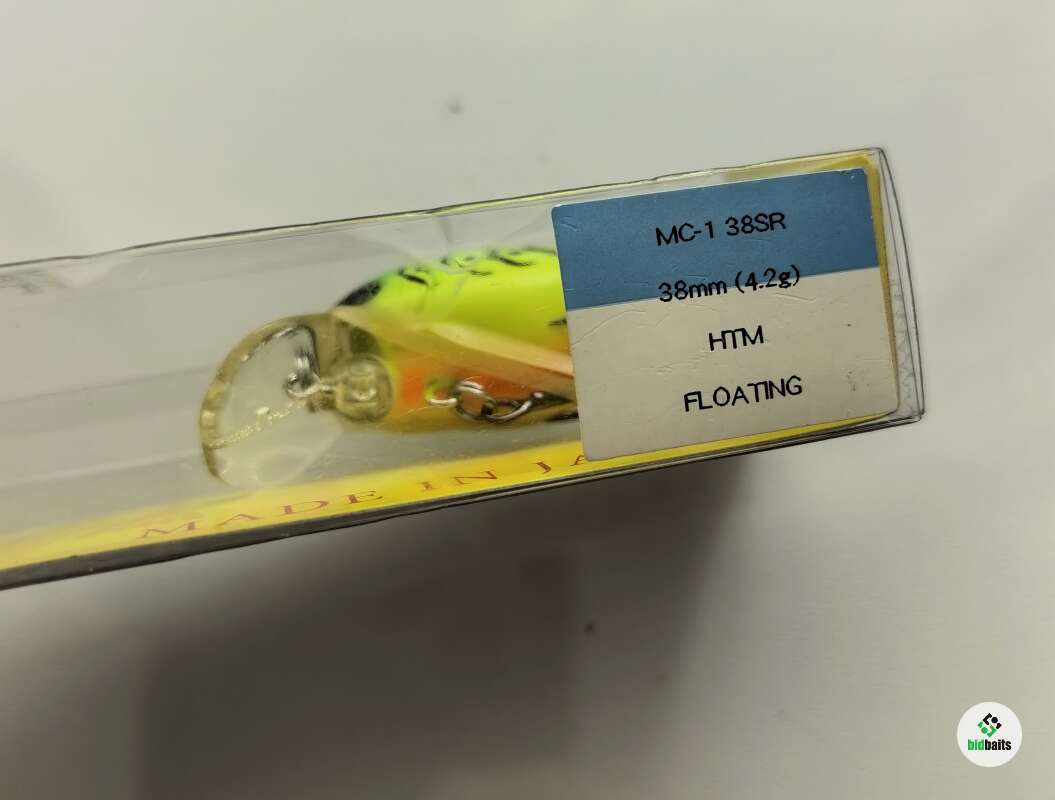 MC-1 38SR
38mm (4.2g)
HTM
FLOATING
MADE IN JA
bidbaits